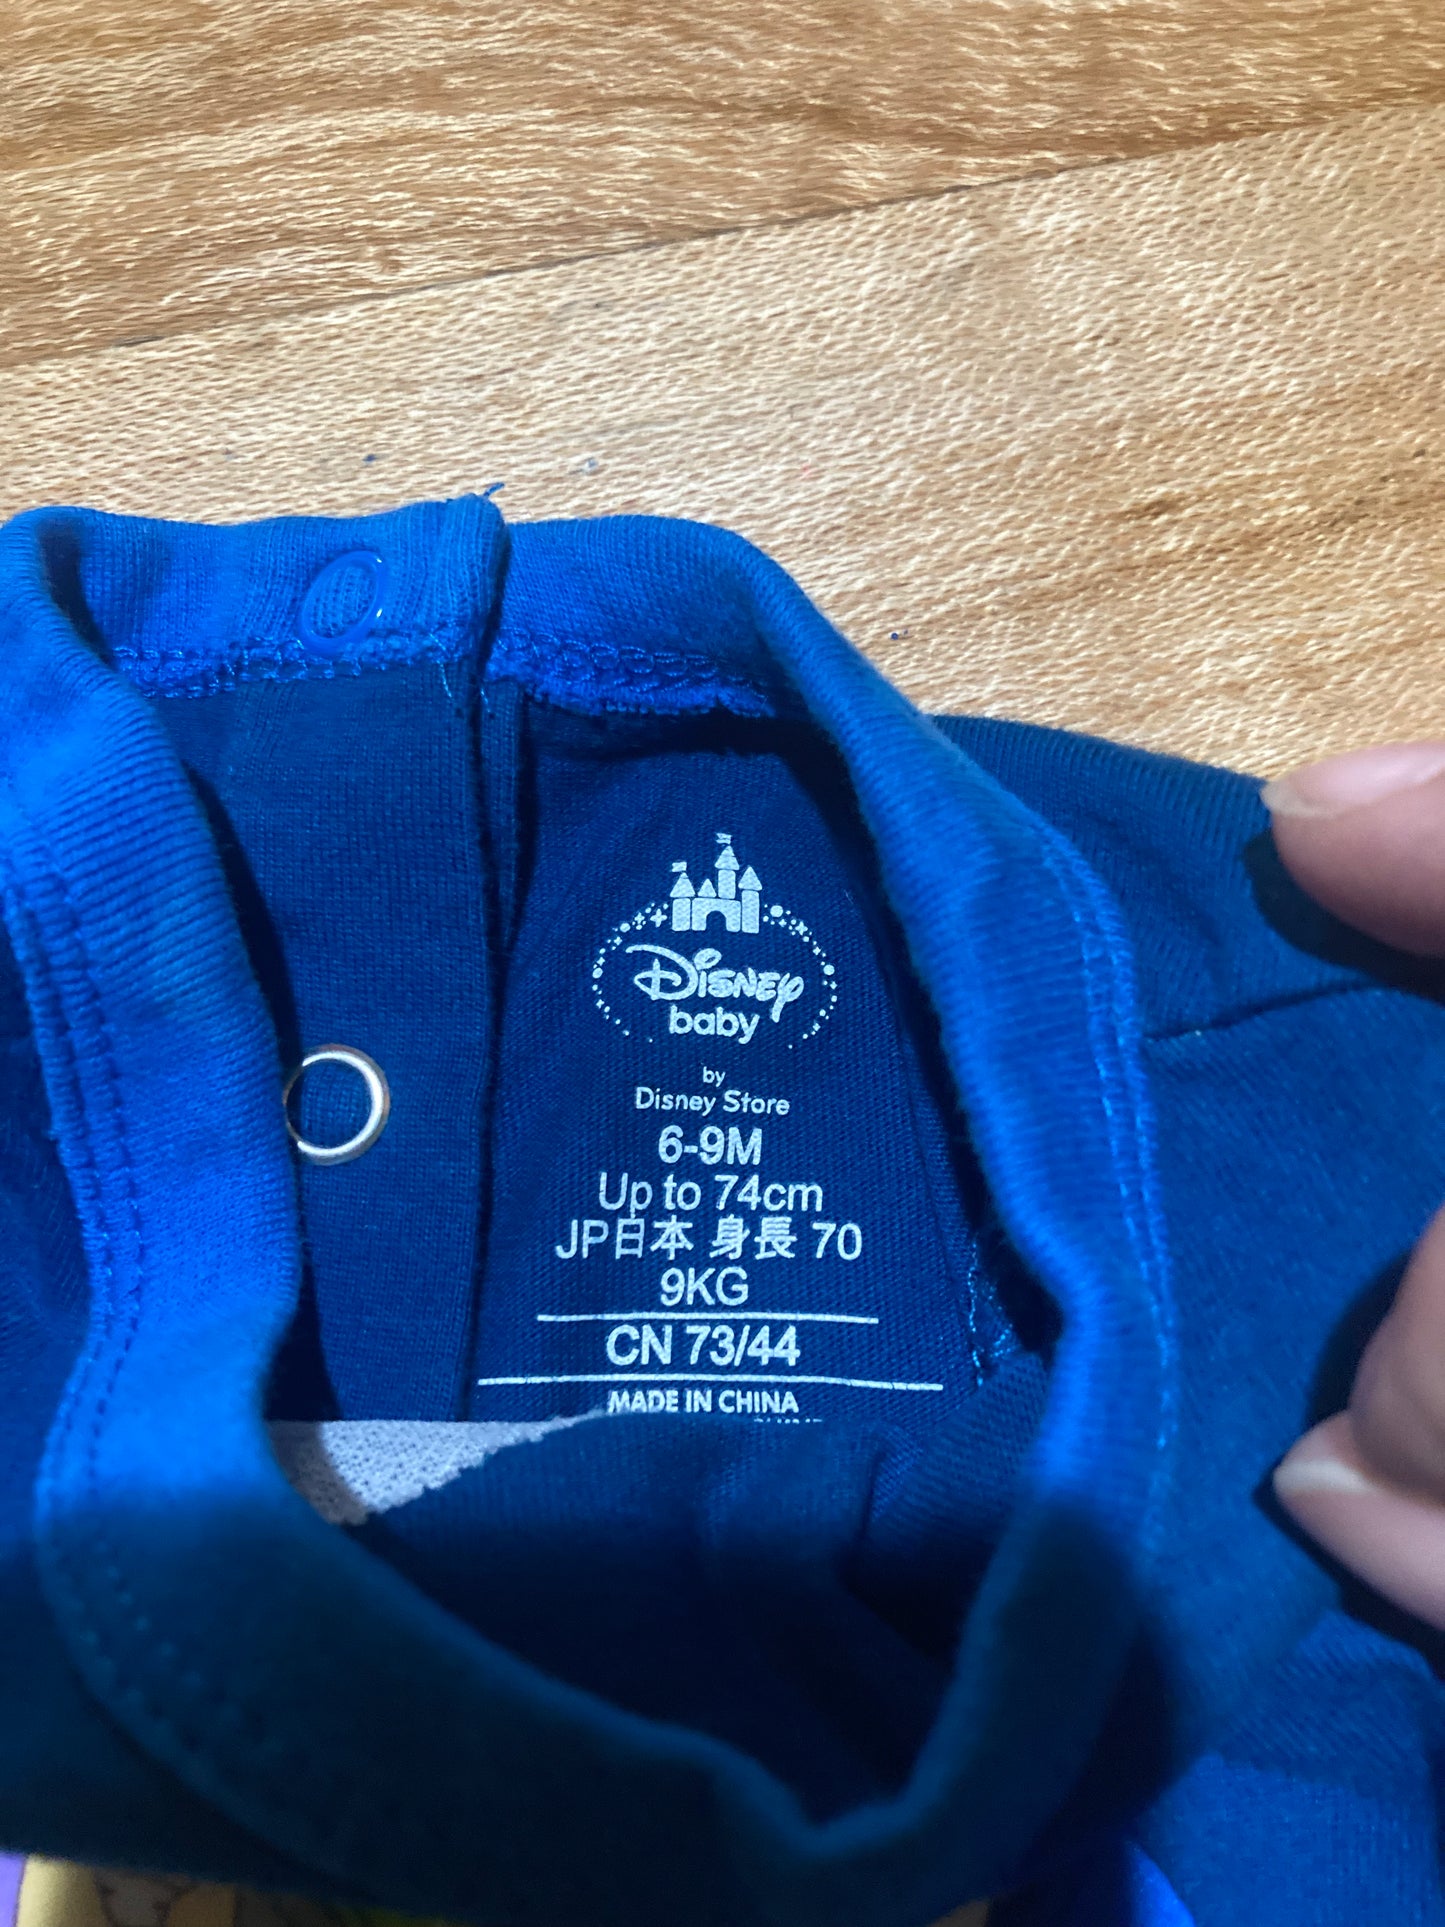 Disney
baby
by
Disney Store
6-9M
Up to 74cm
JP日本 身長 70
9KG
CN 73/44
MADE IN CHINA